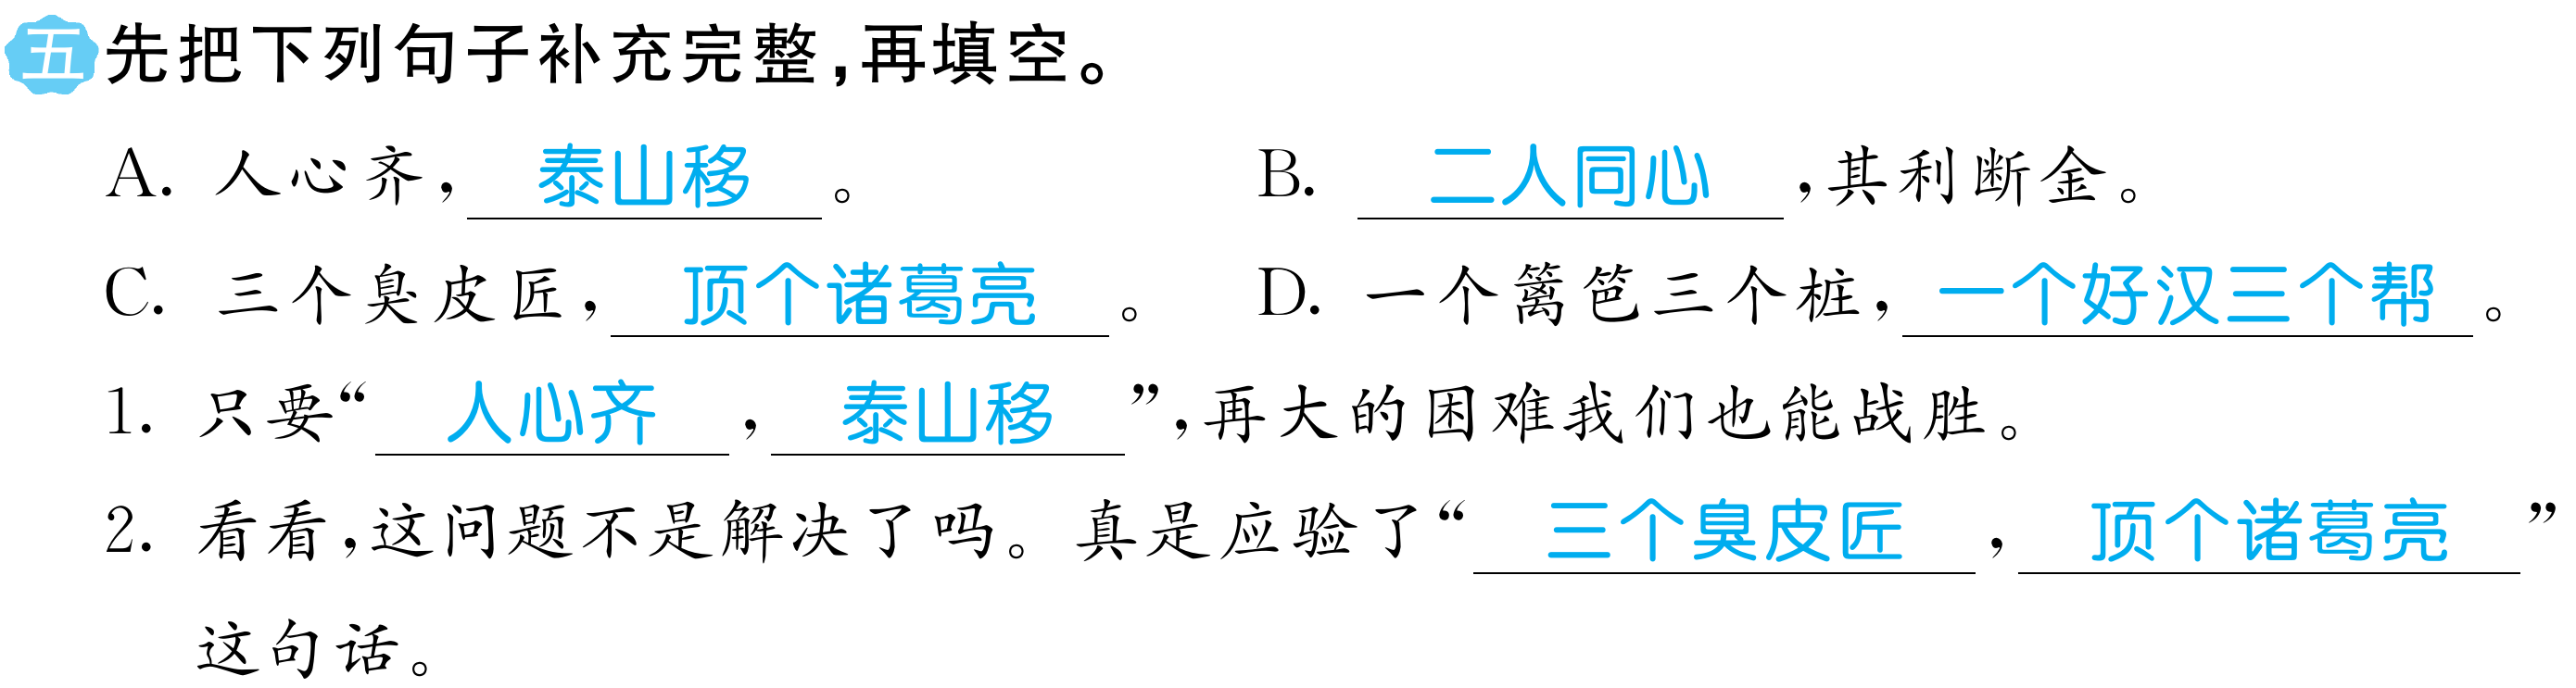 五 先把下列句子补充完整,再填空。
A. 人心齐, 泰山移 。 B. 二人同心 ,其利断金。
C. 三个臭皮匠, 顶个诸葛亮 。 D. 一个篱笆三个桩, 一个好汉三个帮 。
1. 只要“ 人心齐 , 泰山移 ”,再大的困难我们也能战胜。
2. 看看,这问题不是解决了吗。真是应验了“ 三个臭皮匠 , 顶个诸葛亮 ”
这句话。